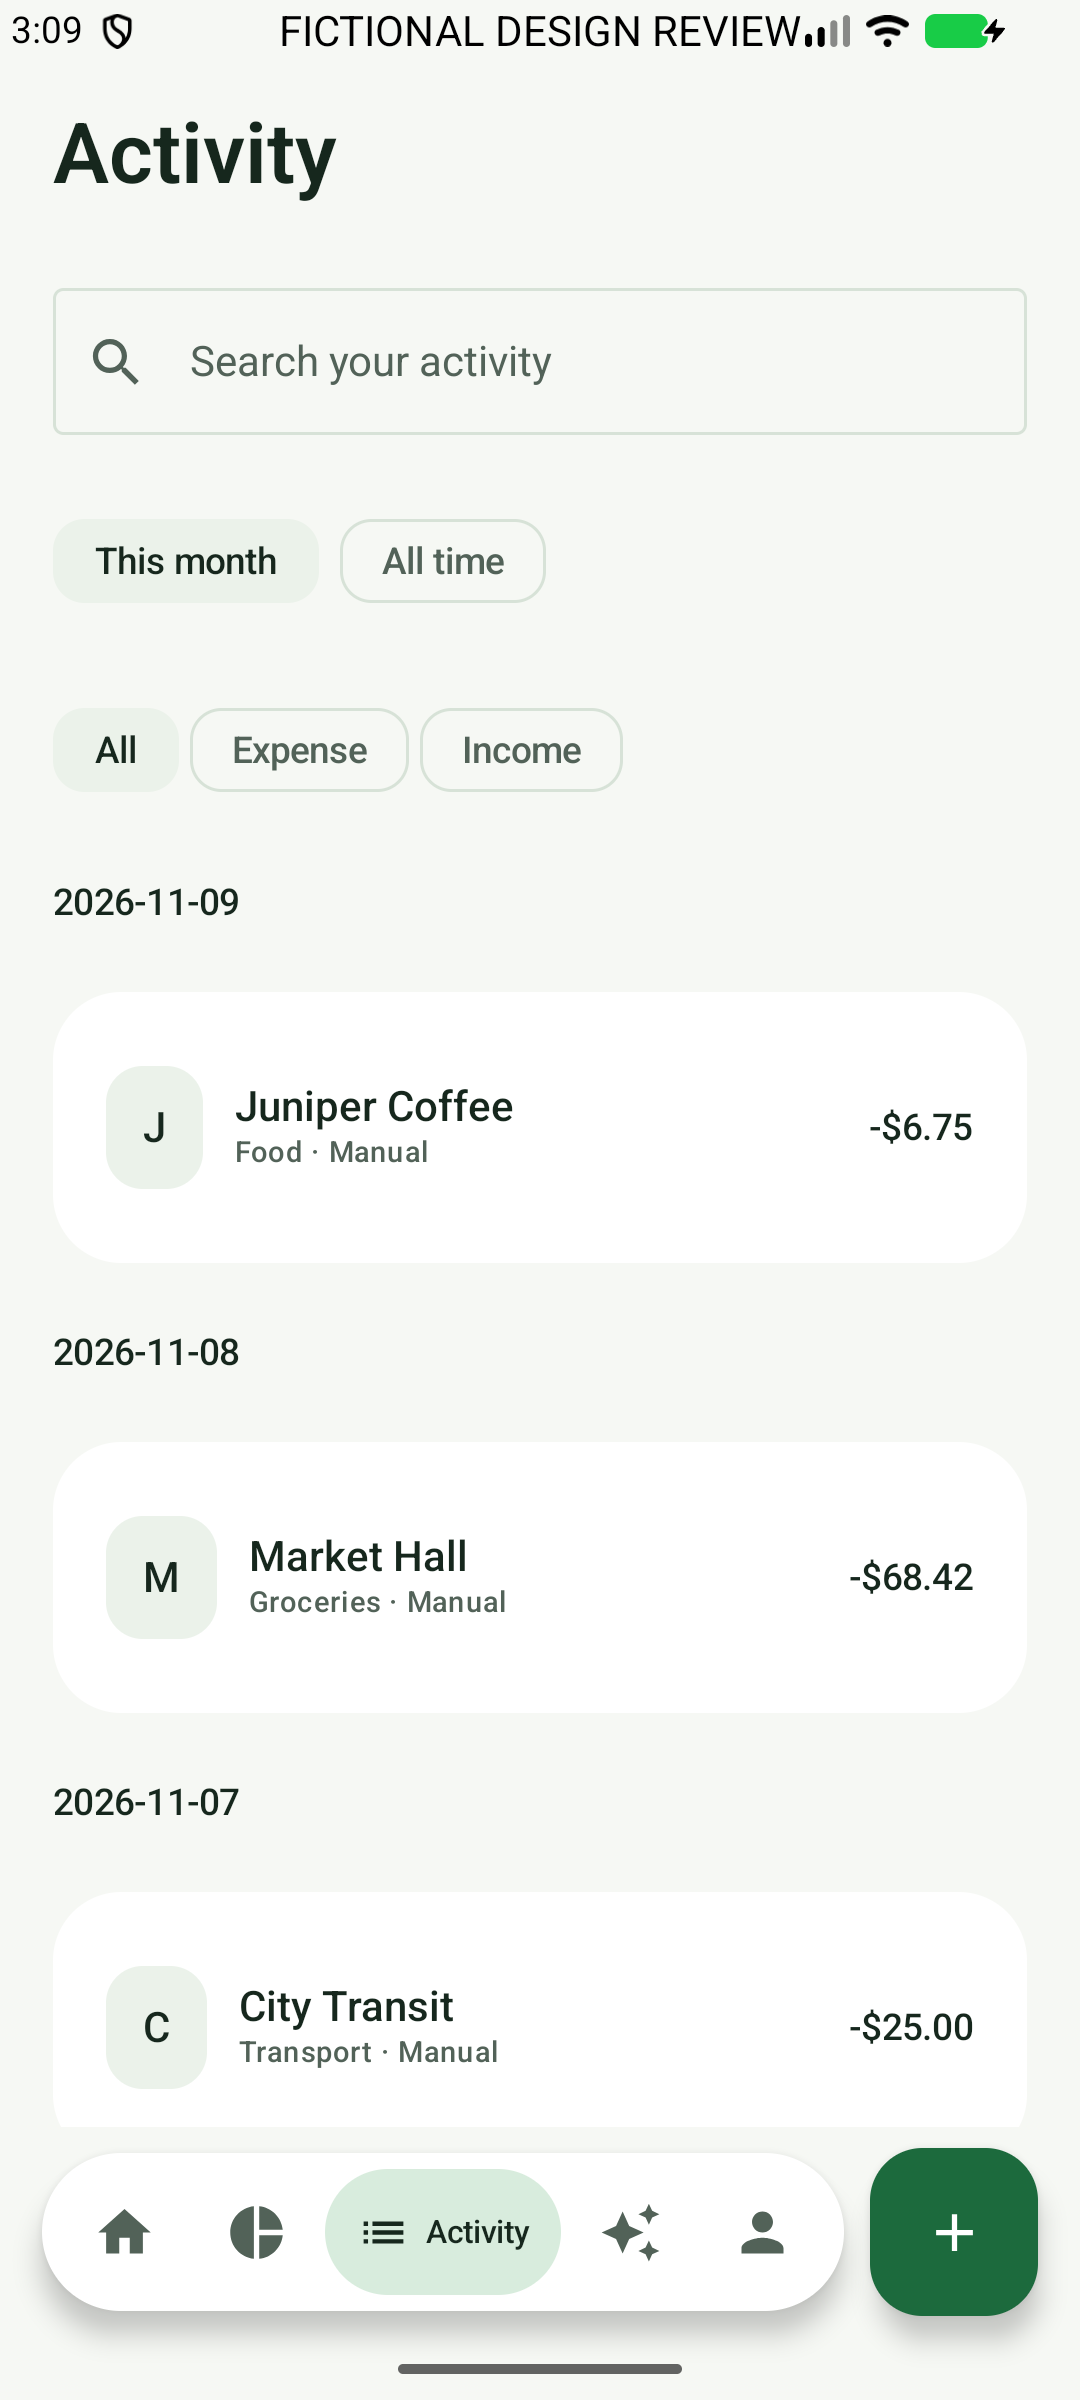 3:09 FICTIONAL DESIGN REVIEW
Activity
Search your activity
This month All time
All Expense Income
2026-11-09
J Juniper Coffee -$6.75
Food · Manual
2026-11-08
M Market Hall -$68.42
Groceries · Manual
2026-11-07
C City Transit -$25.00
Transport · Manual
Activity